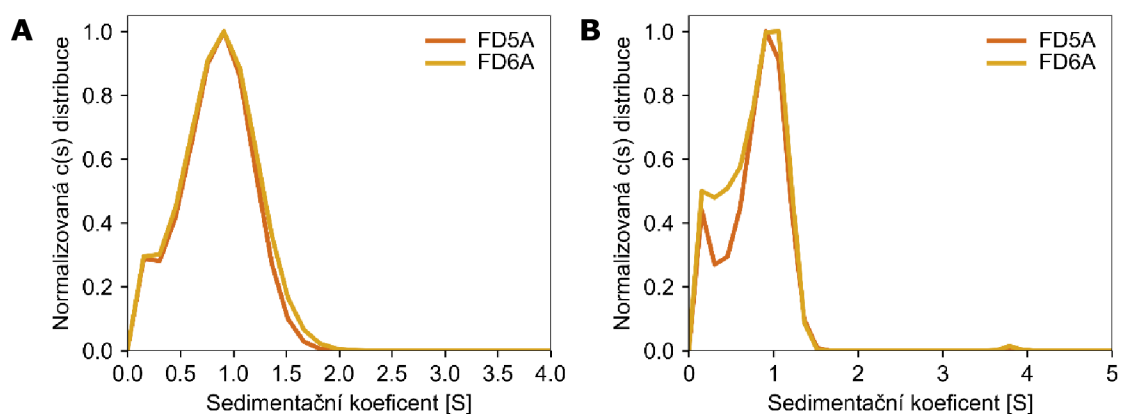 A
Normalizovaná c(s) distribuce
1.0
0.8
0.6
0.4
0.2
0.0
FD5A
FD6A
0.0 0.5 1.0 1.5 2.0 2.5 3.0 3.5 4.0
Sedimentační koeficent [S]
B
Normalizovaná c(s) distribuce
1.0
0.8
0.6
0.4
0.2
0.0
FD5A
FD6A
0 1 2 3 4 5
Sedimentační koeficent [S]